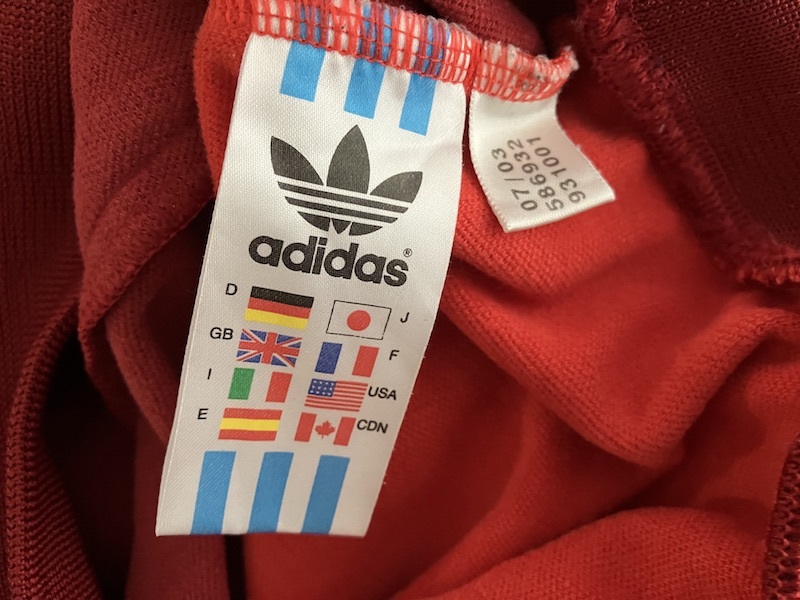 adidas®
D
J
GB
F
I
USA
E
CDN
07/03
586932
931001